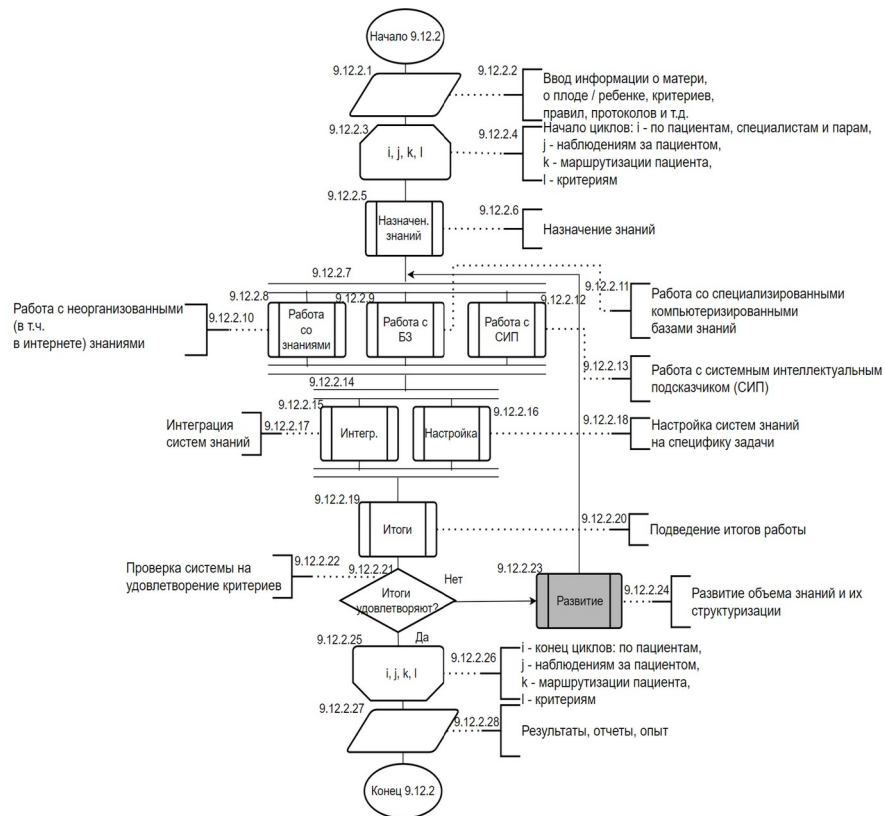 Начало 9.12.2
9.12.2.1
9.12.2.2
Ввод информации о матери,
о плоде / ребенке, критериев,
правил, протоколов и т.д.
9.12.2.3
i, j, k, l
9.12.2.4
Начало циклов: i - по пациентам, специалистам и парам,
j - наблюдениям за пациентом,
k - маршрутизации пациента,
l - критериям
9.12.2.5
Назначен.
знаний
9.12.2.6
Назначение знаний
9.12.2.7
9.12.2.8
Работа
со
знаниями
9.12.2.9
Работа с
БЗ
9.12.2.12
Работа с
СИП
Работа с неорганизованными
(в т.ч.
в интернете) знаниями
9.12.2.10
9.12.2.11
Работа со специализированными
компьютеризированными
базами знаний
9.12.2.13
Работа с системным интеллектуальным
подсказчиком (СИП)
9.12.2.14
9.12.2.15
Интегр.
9.12.2.16
Настройка
Интеграция
систем знаний
9.12.2.17
9.12.2.18
Настройка систем знаний
на специфику задачи
9.12.2.19
Итоги
9.12.2.20
Подведение итогов работы
Проверка системы на
удовлетворение критериев
9.12.2.22
9.12.2.21
Итоги
удовлетворяют?
Нет
Да
9.12.2.23
Развитие
9.12.2.24
Развитие объема знаний и их
структуризации
9.12.2.25
i, j, k, l
9.12.2.26
i - конец циклов: по пациентам,
j - наблюдениям за пациентом,
k - маршрутизации пациента,
l - критериям
9.12.2.27
9.12.2.28
Результаты, отчеты, опыт
Конец 9.12.2